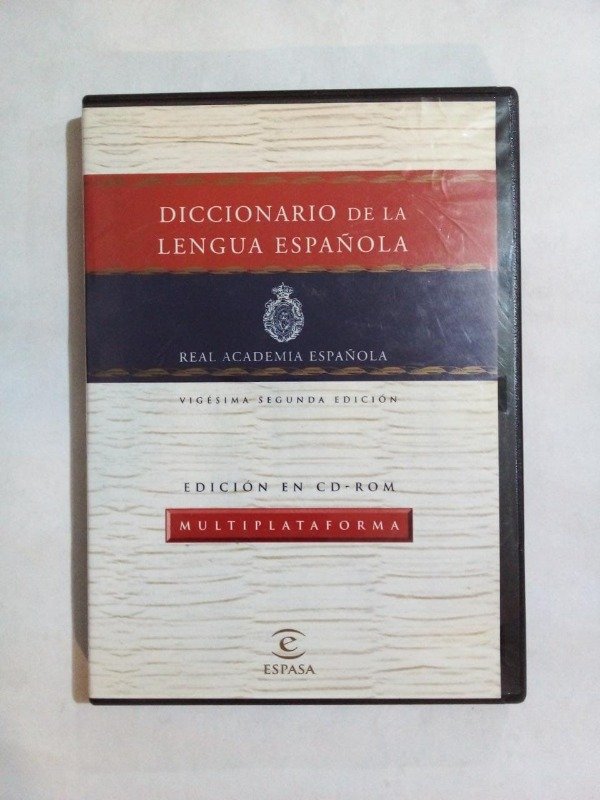 DICCIONARIO DE LA
LENGUA ESPAÑOLA
REAL ACADEMIA ESPAÑOLA
VIGÉSIMA SEGUNDA EDICIÓN
EDICIÓN EN CD-ROM
MULTIPLATAFORMA
e
ESPASA